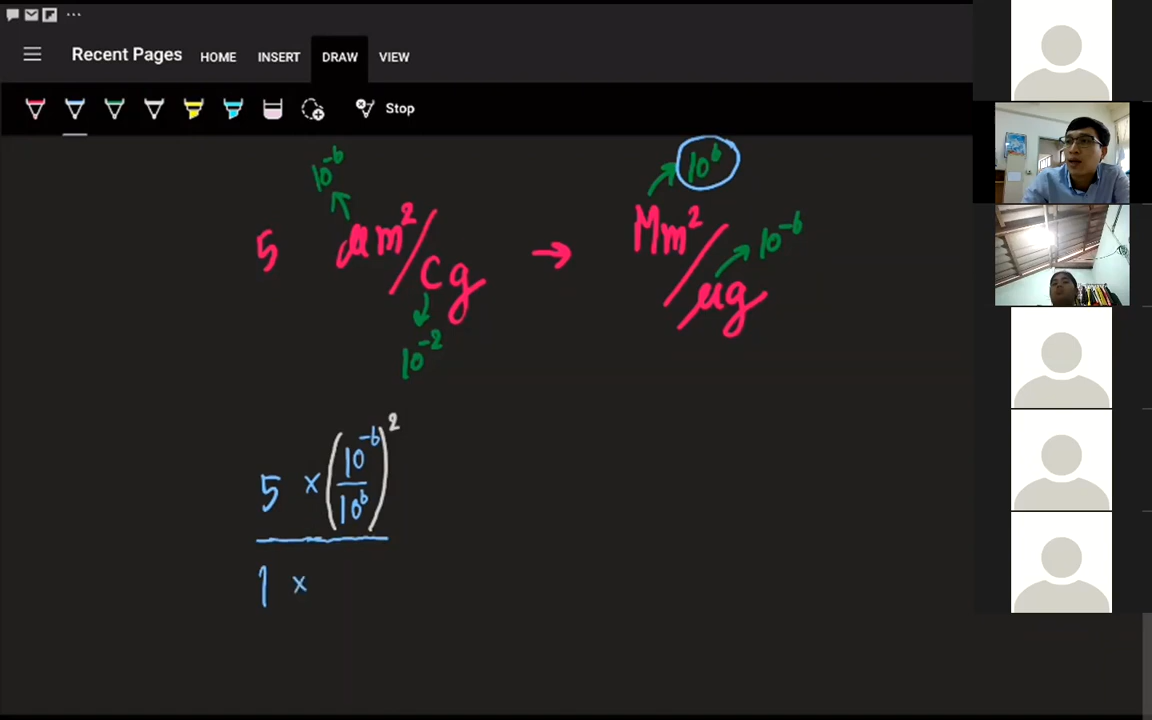 Recent Pages HOME INSERT DRAW VIEW
Stop
10⁻⁶ 10⁶
5 μm²/cg → Mm²/μg 10⁻⁶
10⁻²
5 × (10⁻⁶/10⁶)²
1 ×